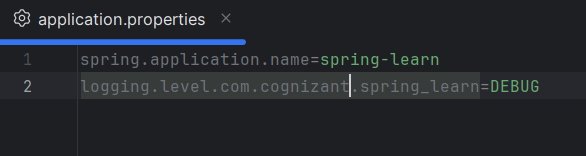 application.properties
1 spring.application.name=spring-learn
2 logging.level.com.cognizant.spring_learn=DEBUG